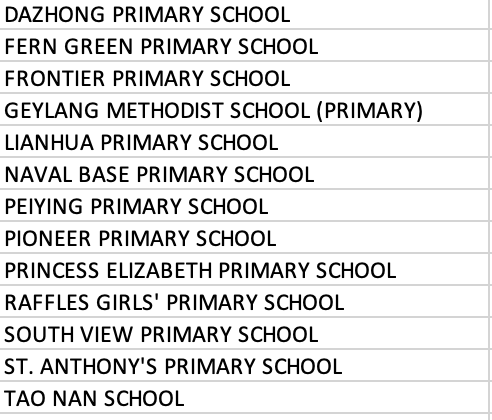 DAZHONG PRIMARY SCHOOL
FERN GREEN PRIMARY SCHOOL
FRONTIER PRIMARY SCHOOL
GEYLANG METHODIST SCHOOL (PRIMARY)
LIANHUA PRIMARY SCHOOL
NAVAL BASE PRIMARY SCHOOL
PEIYING PRIMARY SCHOOL
PIONEER PRIMARY SCHOOL
PRINCESS ELIZABETH PRIMARY SCHOOL
RAFFLES GIRLS' PRIMARY SCHOOL
SOUTH VIEW PRIMARY SCHOOL
ST. ANTHONY'S PRIMARY SCHOOL
TAO NAN SCHOOL